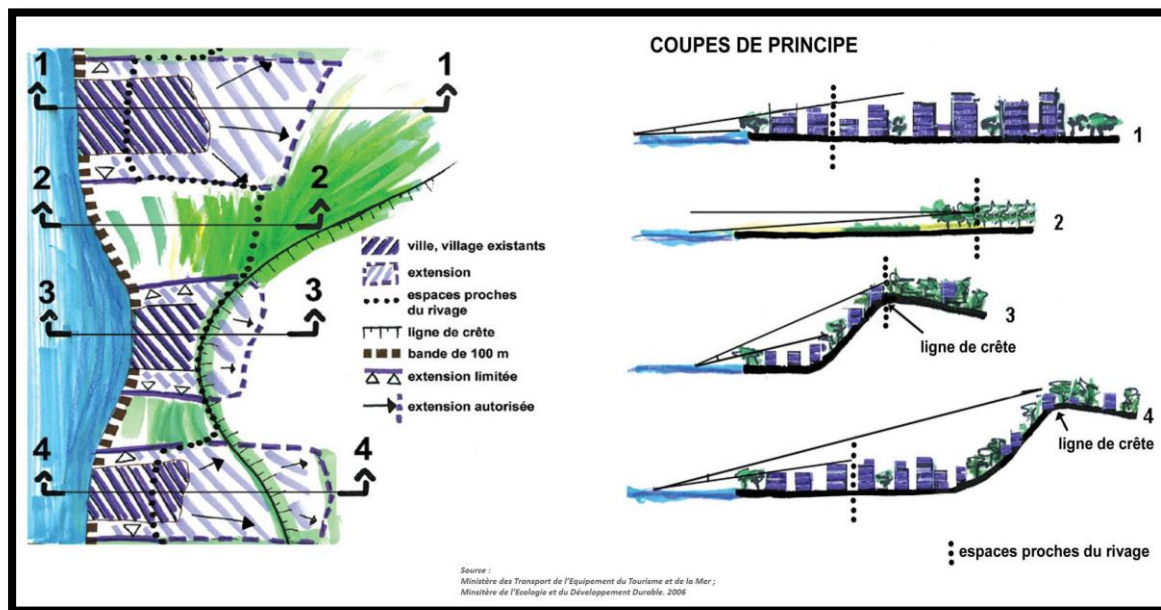 COUPES DE PRINCIPE
1
1
2
2
3
3
4
4
ville, village existants
extension
espaces proches
du rivage
ligne de crête
bande de 100 m
extension limitée
extension autorisée
1
2
3
ligne de crête
4
ligne de crête
espaces proches du rivage
Source :
Ministère des Transport de l'Equipement du Tourisme et de la Mer ;
Minsitère de l'Ecologie et du Développement Durable. 2006